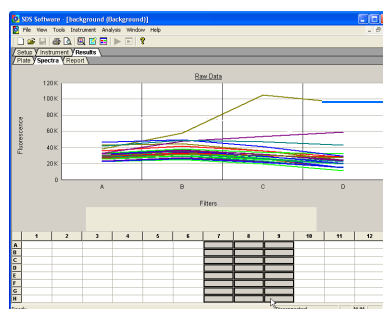 SDS Software - [background (Background)]
File View Tools Instrument Analysis Window Help
Setup Instrument Results
Plate Spectra Report
Raw Data
120K
100K
80K
60K
40K
20K
0
Fluorescence
A B C D
Filters
1 2 3 4 5 6 7 8 9 10 11 12
A
B
C
D
E
F
G
H